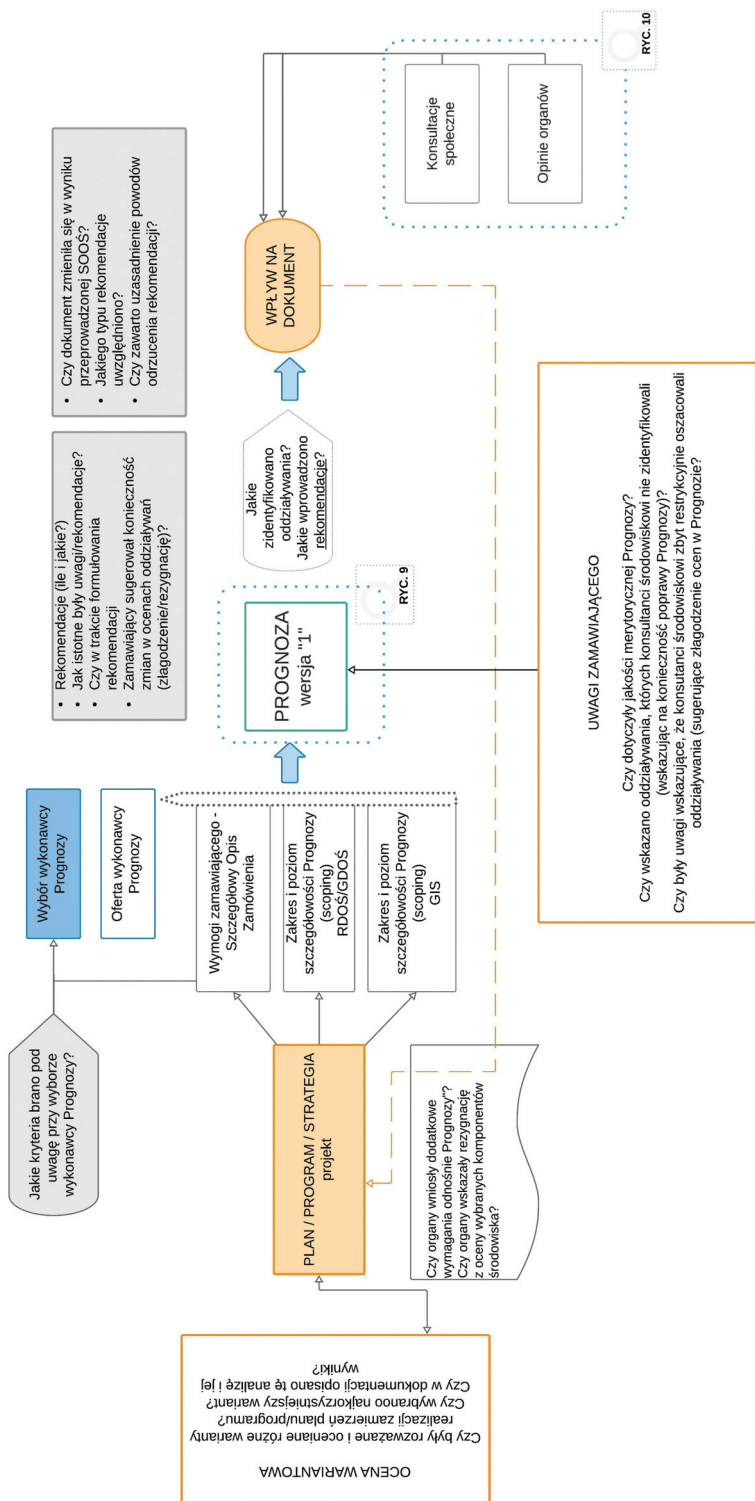 Jakie kryteria brano pod
uwagę przy wyborze
wykonawcy Prognozy?
Wybór wykonawcy
Prognozy
Oferta wykonawcy
Prognozy
• Rekomendacje (ile i jakie?)
• Jak istotne były uwagi/rekomendacje?
• Czy w trakcie formułowania
rekomendacji
• Zamawiający sugerował konieczność
zmian w ocenach oddziaływań
(złagodzenie/rezygnację)?
• Czy dokument zmieniła się w wyniku
przeprowadzonej SOOŚ?
• Jakiego typu rekomendacje
uwzględniono?
• Czy zawarto uzasadnienie powodów
odrzucenia rekomendacji?
OCENA WARIANTOWA
Czy były rozważane i oceniane różne warianty
realizacji zamierzeń planu/programu?
Czy wybranoo najkorzystniejszy wariant?
Czy w dokumentacji opisano tę analizę i jej
wyniki?
PLAN / PROGRAM / STRATEGIA
projekt
Wymogi zamawiającego -
Szczegółowy Opis
Zamówienia
Zakres i poziom
szczegółowości Prognozy
(scoping)
RDOŚ/GDOŚ
Zakres i poziom
szczegółowości Prognozy
(scoping)
GIS
PROGNOZA
wersja "1"
RYC. 9
Jakie
zidentyfikowano
oddziaływania?
Jakie wprowadzono
rekomendacje?
WPŁYW NA
DOKUMENT
Konsultacje
społeczne
Opinie organów
RYC. 10
Czy organy wniosły dodatkowe
wymagania odnośnie Prognozy"?
Czy organy wskazały rezygnację
z oceny wybranych komponentów
środowiska?
UWAGI ZAMAWIAJĄCEGO
Czy dotyczyły jakości merytorycznej Prognozy?
Czy wskazano oddziaływania, których konsultanci środowiskowi nie zidentyfikowali
(wskazując na konieczność poprawy Prognozy)?
Czy były uwagi wskazujące, że konsutanci środowiskowi zbyt restrykcyjnie oszacowali
oddziaływania (sugerujące złagodzenie ocen w Prognozie?